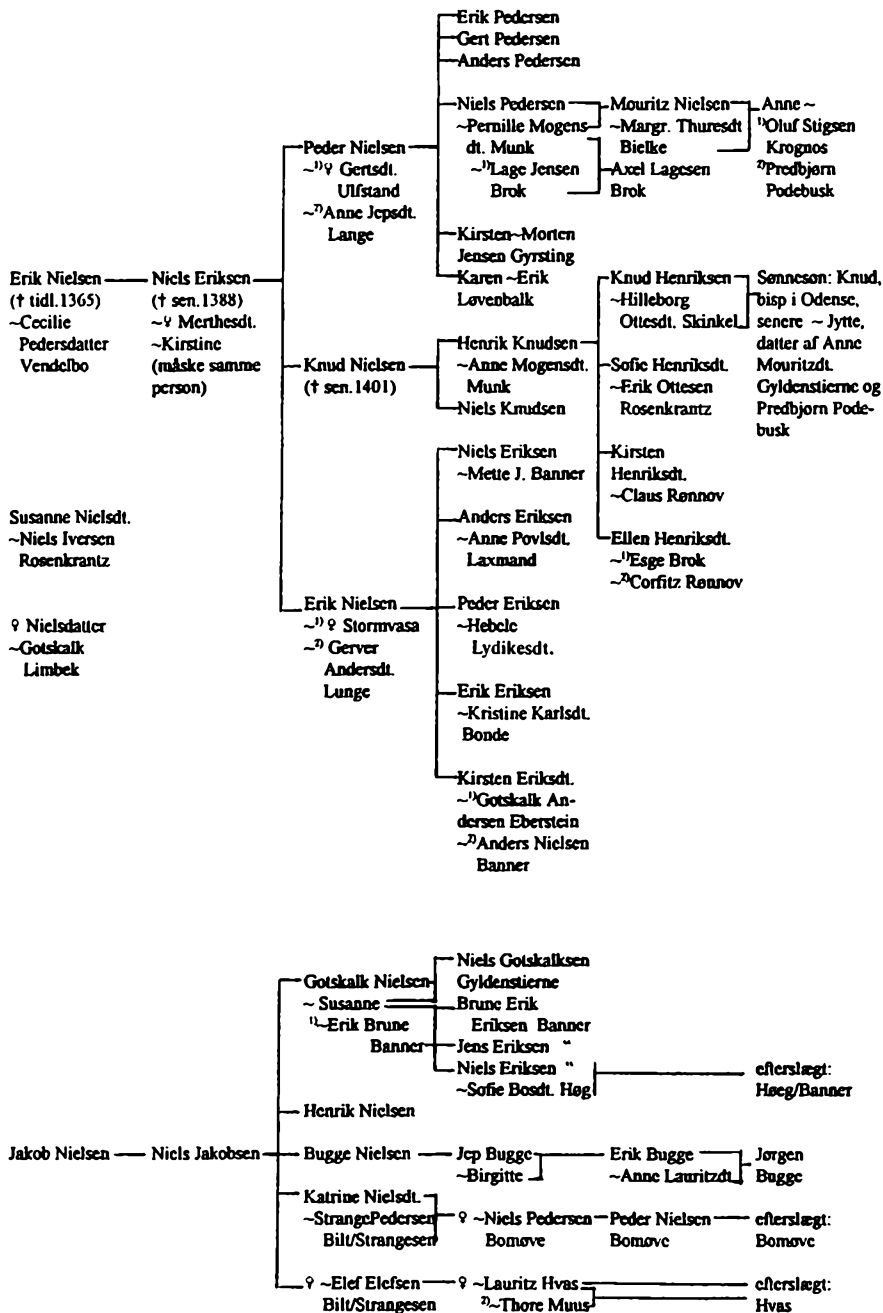 Erik Pedersen
Gert Pedersen
Anders Pedersen
Niels Pedersen
~Pernille Mogens
dt. Munk
~¹⁾Lage Jensen
Brok
Mouritz Nielsen
~Margr. Thuresdt
Bielke
Axel Lagesen
Brok
Anne ~
¹⁾Oluf Stigsen
Krognos
²⁾Predbjørn
Podebusk
Peder Nielsen
~¹⁾♀ Gertsdt.
Ulfstand
~²⁾Anne Jepsdt.
Lange
Kirsten~Morten
Jensen Gyrsting
Karen ~Erik
Løvenbalk
Erik Nielsen
(† tidl.1365)
~Cecilie
Pedersdatter
Vendelbo
Niels Eriksen
(† sen.1388)
~♀ Merthesdt.
~Kirstine
(måske samme
person)
Knud Nielsen
(† sen.1401)
Henrik Knudsen
~Anne Mogensdt.
Munk
Niels Knudsen
Knud Henriksen
~Hilleborg
Ottesdt. Skinkel
Sønnesøn: Knud,
bisp i Odense,
senere ~ Jytte,
datter af Anne
Mouritzdt.
Gyldenstierne og
Predbjørn Pode-
busk
Sofie Henriksdt.
~Erik Ottesen
Rosenkrantz
Kirsten
Henriksdt.
~Claus Rønnov
Ellen Henriksdt.
~¹⁾Esge Brok
~²⁾Corfitz Rønnov
Susanne Nielsdt.
~Niels Iversen
Rosenkrantz
♀ Nielsdatter
~Gotskalk
Limbek
Erik Nielsen
~¹⁾ ♀ Stormvasa
~²⁾ Gerver
Andersdt.
Lunge
Niels Eriksen
~Mette J. Banner
Anders Eriksen
~Anne Povlsdt.
Laxmand
Peder Eriksen
~Hebele
Lydikesdt.
Erik Eriksen
~Kristine Karlsdt.
Bonde
Kirsten Eriksdt.
~¹⁾Gotskalk An-
dersen Eberstein
~²⁾Anders Nielsen
Banner
Gotskalk Nielsen
~ Susanne
¹⁾~Erik Brune
Banner
Niels Gotskalksen
Gyldenstierne
Brune Erik
Eriksen Banner
Jens Eriksen “
Niels Eriksen “
~Sofie Bosdt. Høg
efterslægt:
Høeg/Banner
Henrik Nielsen
Jakob Nielsen
Niels Jakobsen
Bugge Nielsen
Jep Bugge
~Birgitte
Erik Bugge
~Anne Lauritzdt.
Jørgen
Bugge
Katrine Nielsdt.
~StrangePedersen
Bilt/Strangesen
♀ ~Niels Pedersen
Bomøve
Peder Nielsen
Bomøve
efterslægt:
Bomøve
♀ ~Elef Elefsen
Bilt/Strangesen
♀ ~Lauritz Hvas
²⁾~Thore Muus
efterslægt:
Hvas